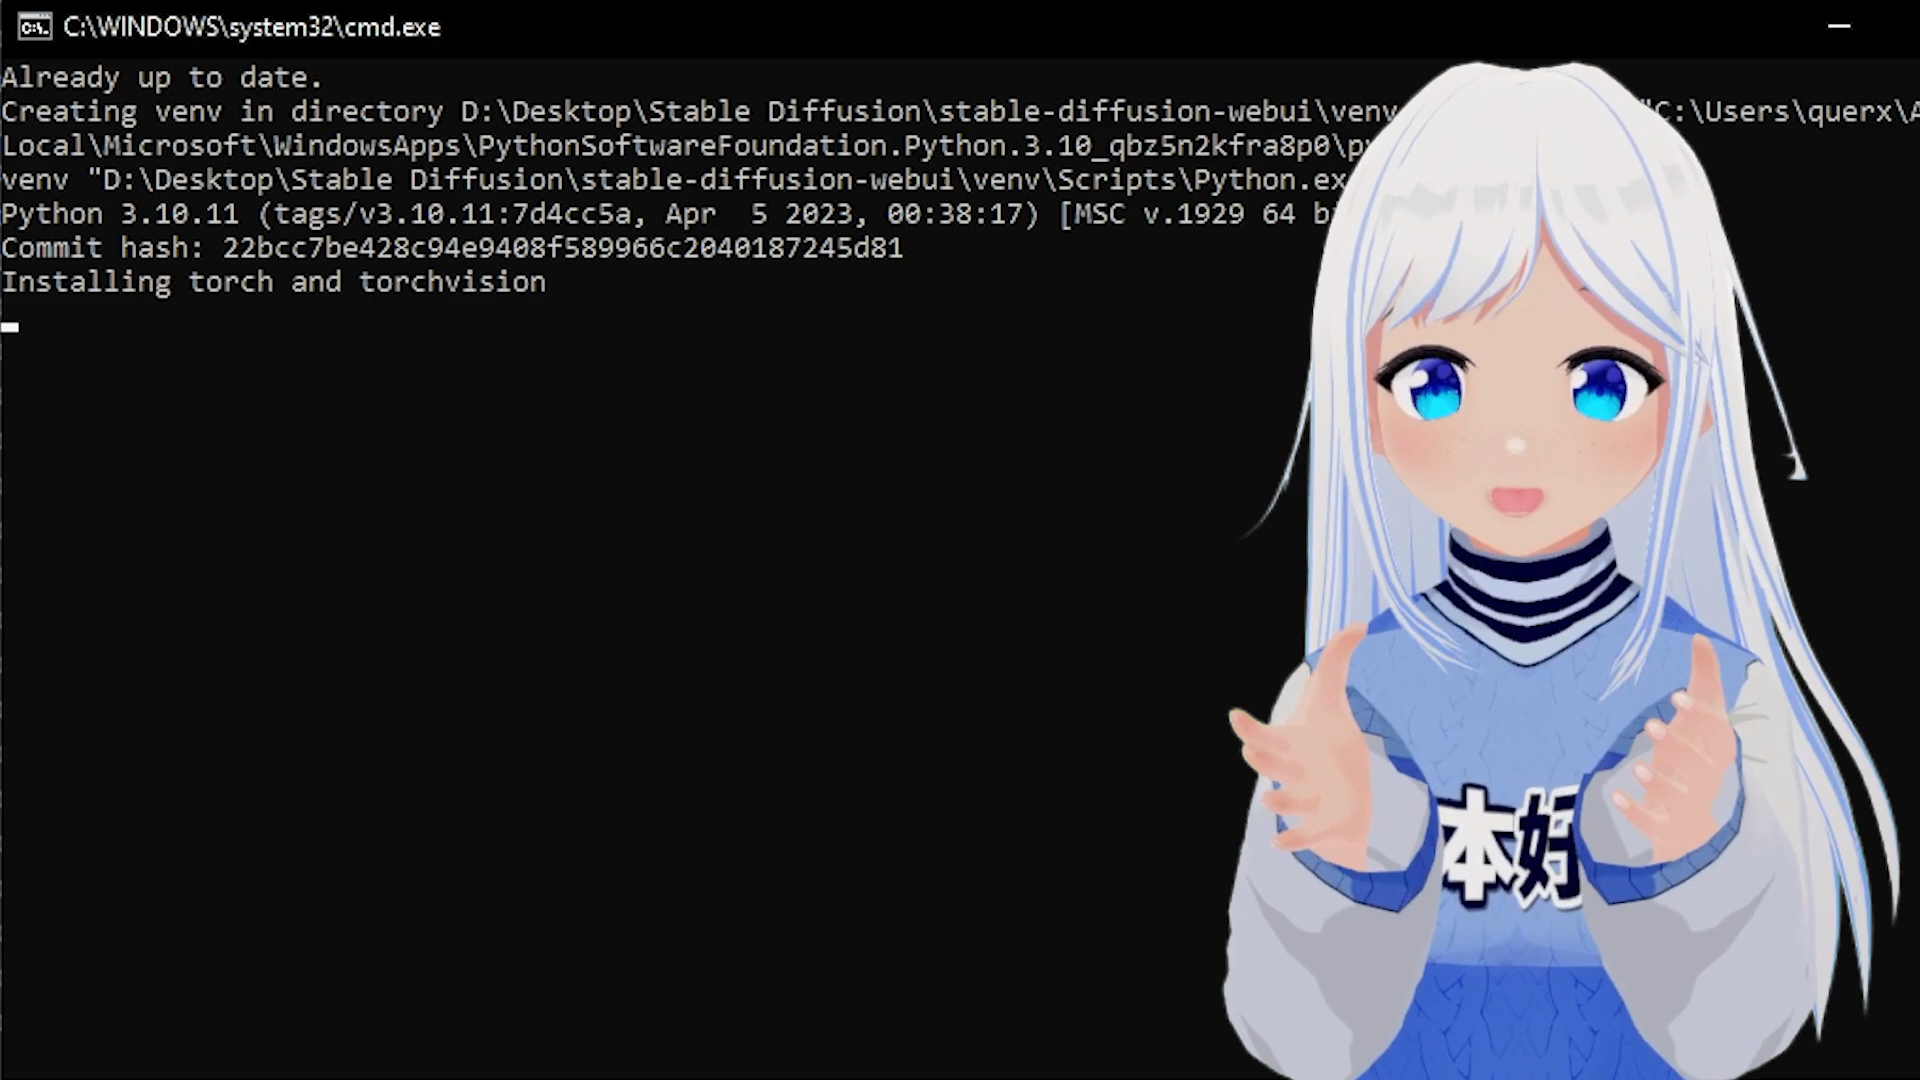 C:\WINDOWS\system32\cmd.exe
Already up to date.
Creating venv in directory D:\Desktop\Stable Diffusion\stable-diffusion-webui\venv "C:\Users\querx\A
Local\Microsoft\WindowsApps\PythonSoftwareFoundation.Python.3.10_qbz5n2kfra8p0\py
venv "D:\Desktop\Stable Diffusion\stable-diffusion-webui\venv\Scripts\Python.ex
Python 3.10.11 (tags/v3.10.11:7d4cc5a, Apr  5 2023, 00:38:17) [MSC v.1929 64 bi
Commit hash: 22bcc7be428c94e9408f589966c2040187245d81
Installing torch and torchvision
本好